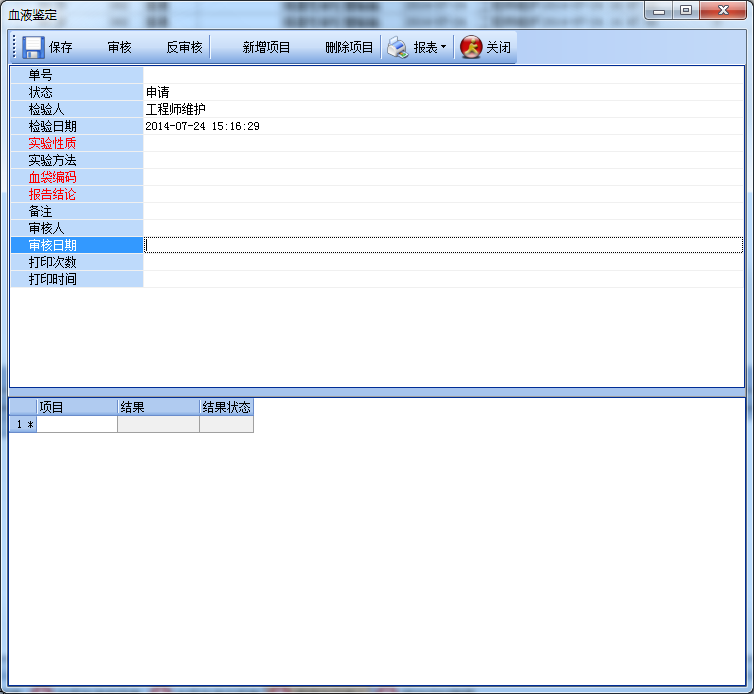 血液鉴定
保存 审核 反审核 新增项目 删除项目 报表 关闭
单号
状态 申请
检验人 工程师维护
检验日期 2014-07-24 15:16:29
实验性质
实验方法
血袋编码
报告结论
备注
审核人
审核日期
打印次数
打印时间
项目 结果 结果状态
1 *